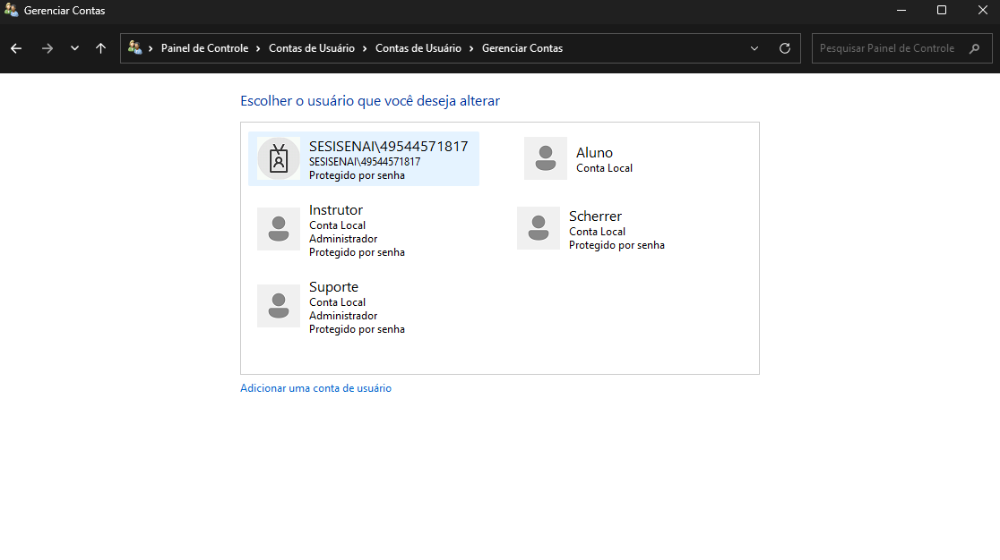 Gerenciar Contas
Painel de Controle
Contas de Usuário
Contas de Usuário
Gerenciar Contas
Pesquisar Painel de Controle
Escolher o usuário que você deseja alterar
SESISENAI\49544571817
SESISENAI\49544571817
Protegido por senha
Aluno
Conta Local
Instrutor
Conta Local
Administrador
Protegido por senha
Scherrer
Conta Local
Protegido por senha
Suporte
Conta Local
Administrador
Protegido por senha
Adicionar uma conta de usuário